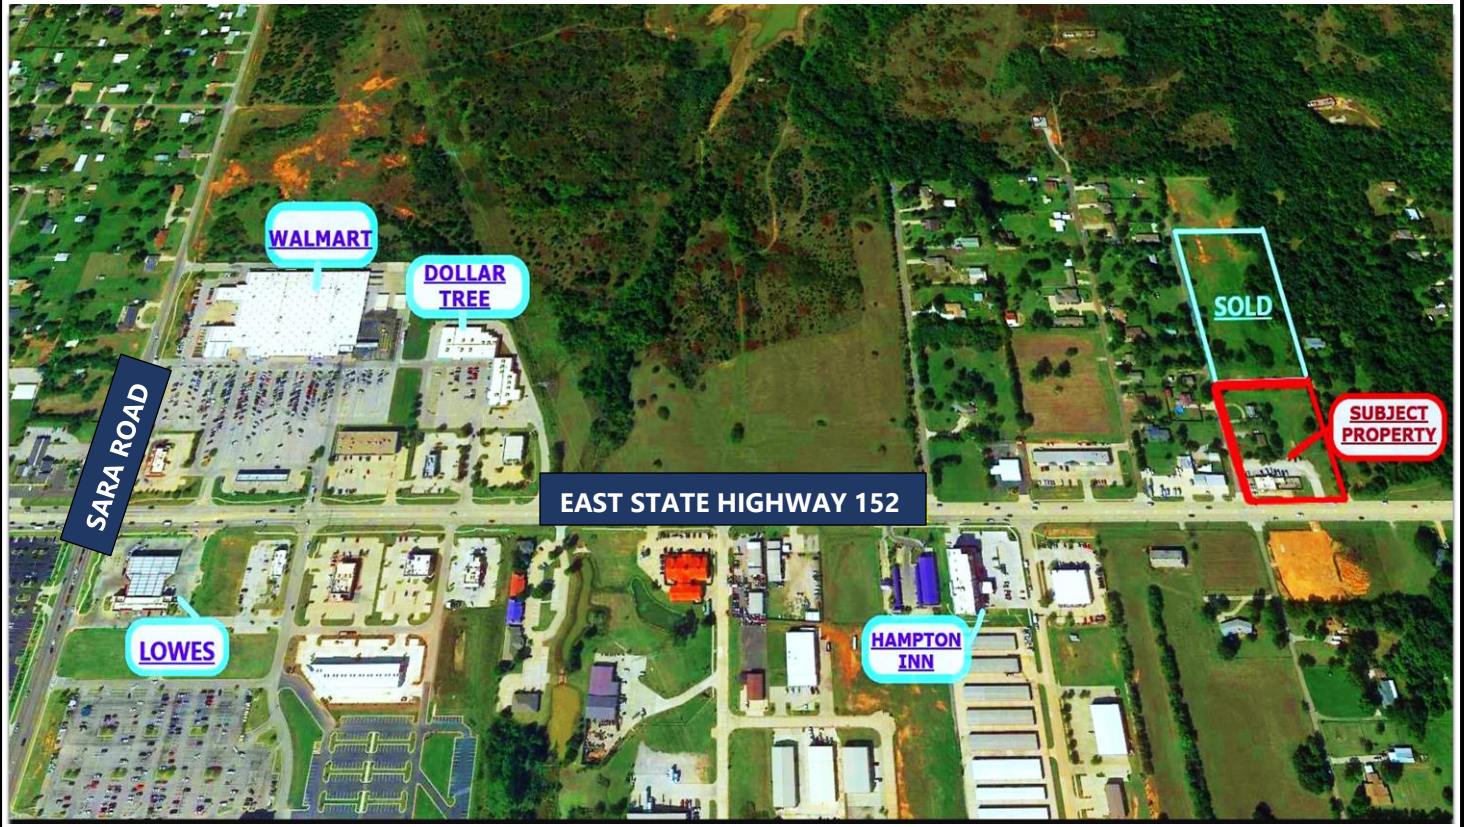 WALMART
DOLLAR
TREE
SOLD
SUBJECT
PROPERTY
SARA ROAD
EAST STATE HIGHWAY 152
LOWES
HAMPTON
INN